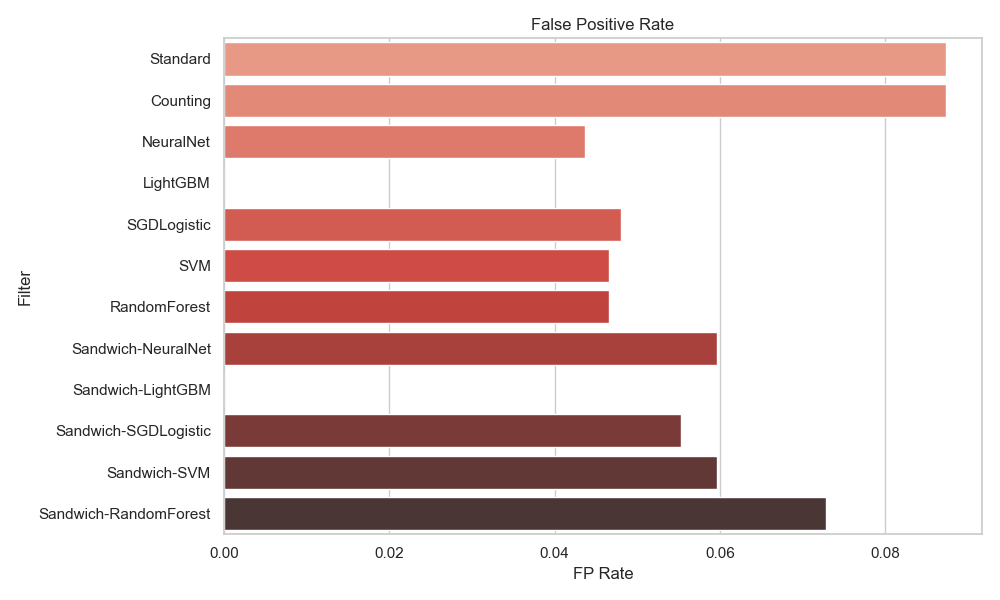 False Positive Rate
Standard
Counting
NeuralNet
LightGBM
SGDLogistic
SVM
RandomForest
Sandwich-NeuralNet
Sandwich-LightGBM
Sandwich-SGDLogistic
Sandwich-SVM
Sandwich-RandomForest
Filter
0.00 0.02 0.04 0.06 0.08
FP Rate